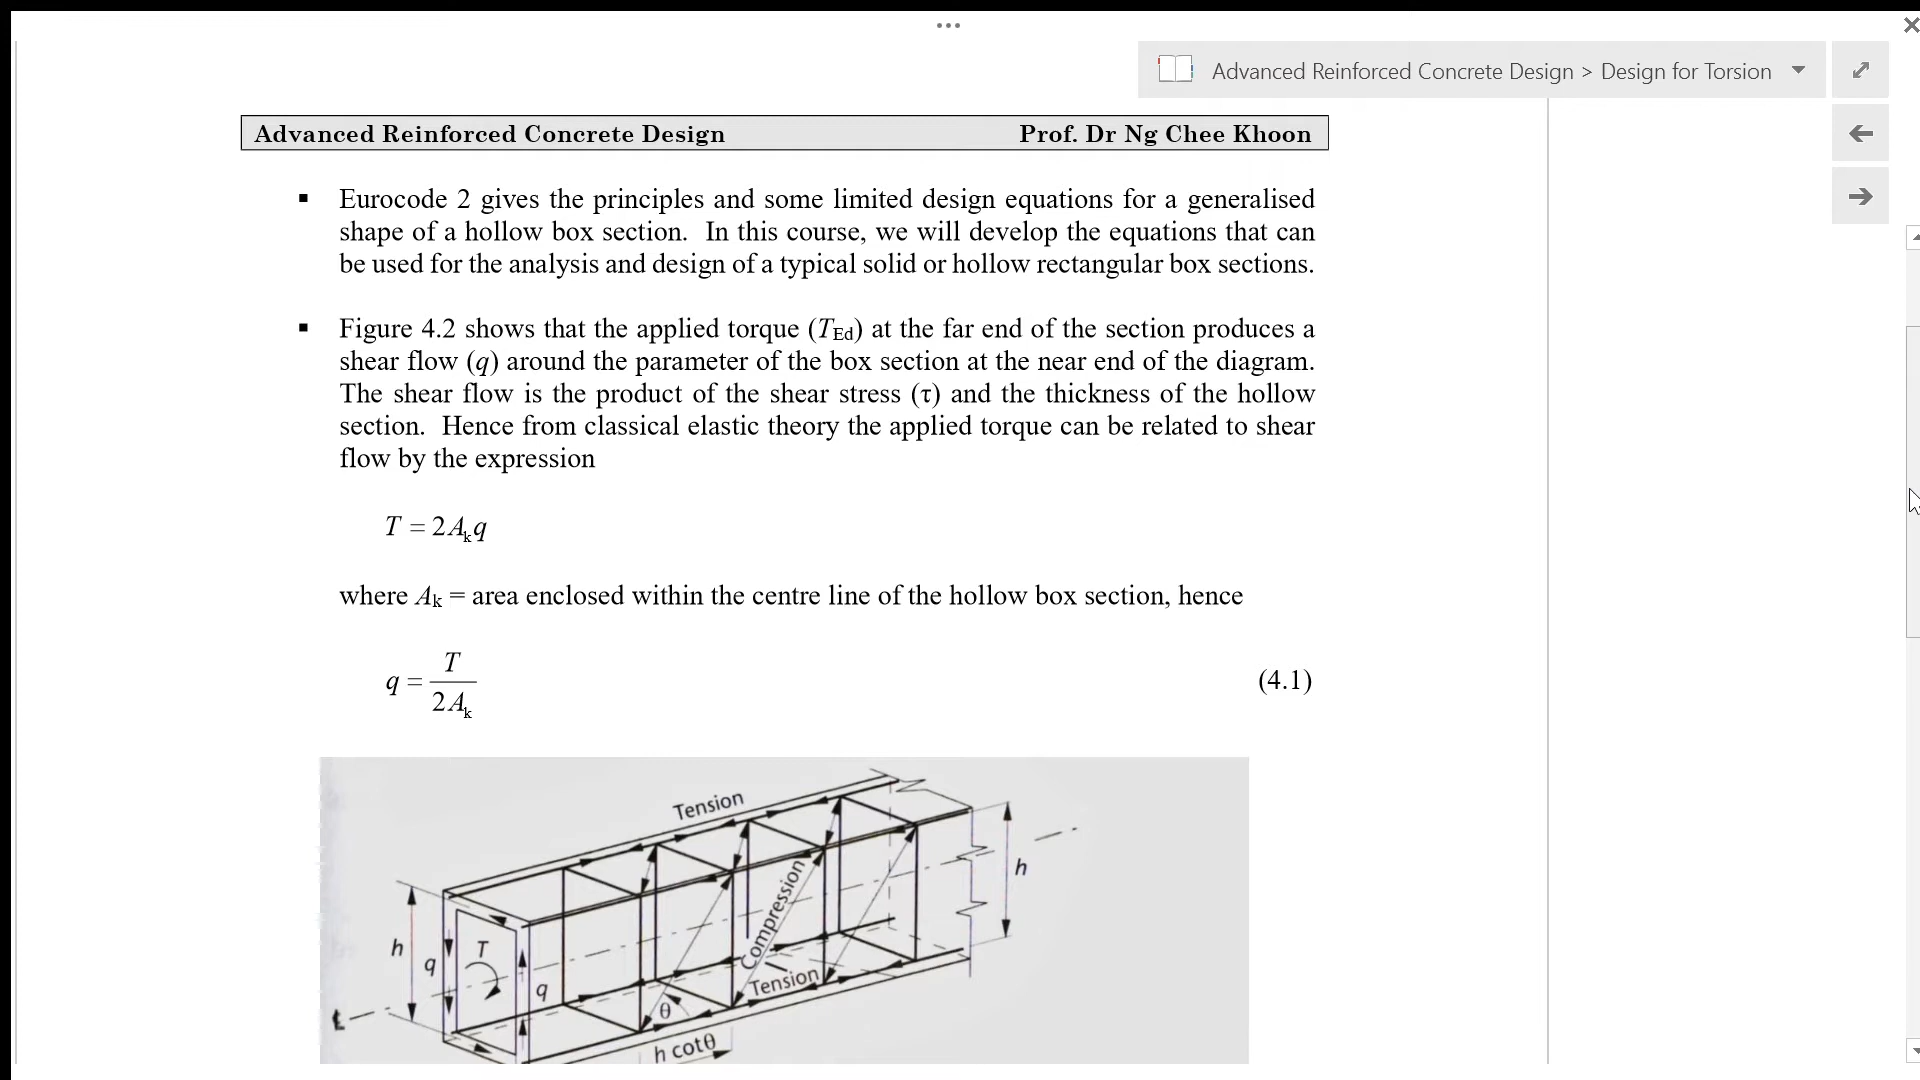 •••
Advanced Reinforced Concrete Design > Design for Torsion
Advanced Reinforced Concrete Design Prof. Dr Ng Chee Khoon
▪ Eurocode 2 gives the principles and some limited design equations for a generalised
shape of a hollow box section. In this course, we will develop the equations that can
be used for the analysis and design of a typical solid or hollow rectangular box sections.
▪ Figure 4.2 shows that the applied torque (T_Ed) at the far end of the section produces a
shear flow (q) around the parameter of the box section at the near end of the diagram.
The shear flow is the product of the shear stress (τ) and the thickness of the hollow
section. Hence from classical elastic theory the applied torque can be related to shear
flow by the expression
T = 2A_k q
where A_k = area enclosed within the centre line of the hollow box section, hence
q = T / 2A_k (4.1)
Tension
h
Compression
h
q
T
q
Tension
θ
h cotθ